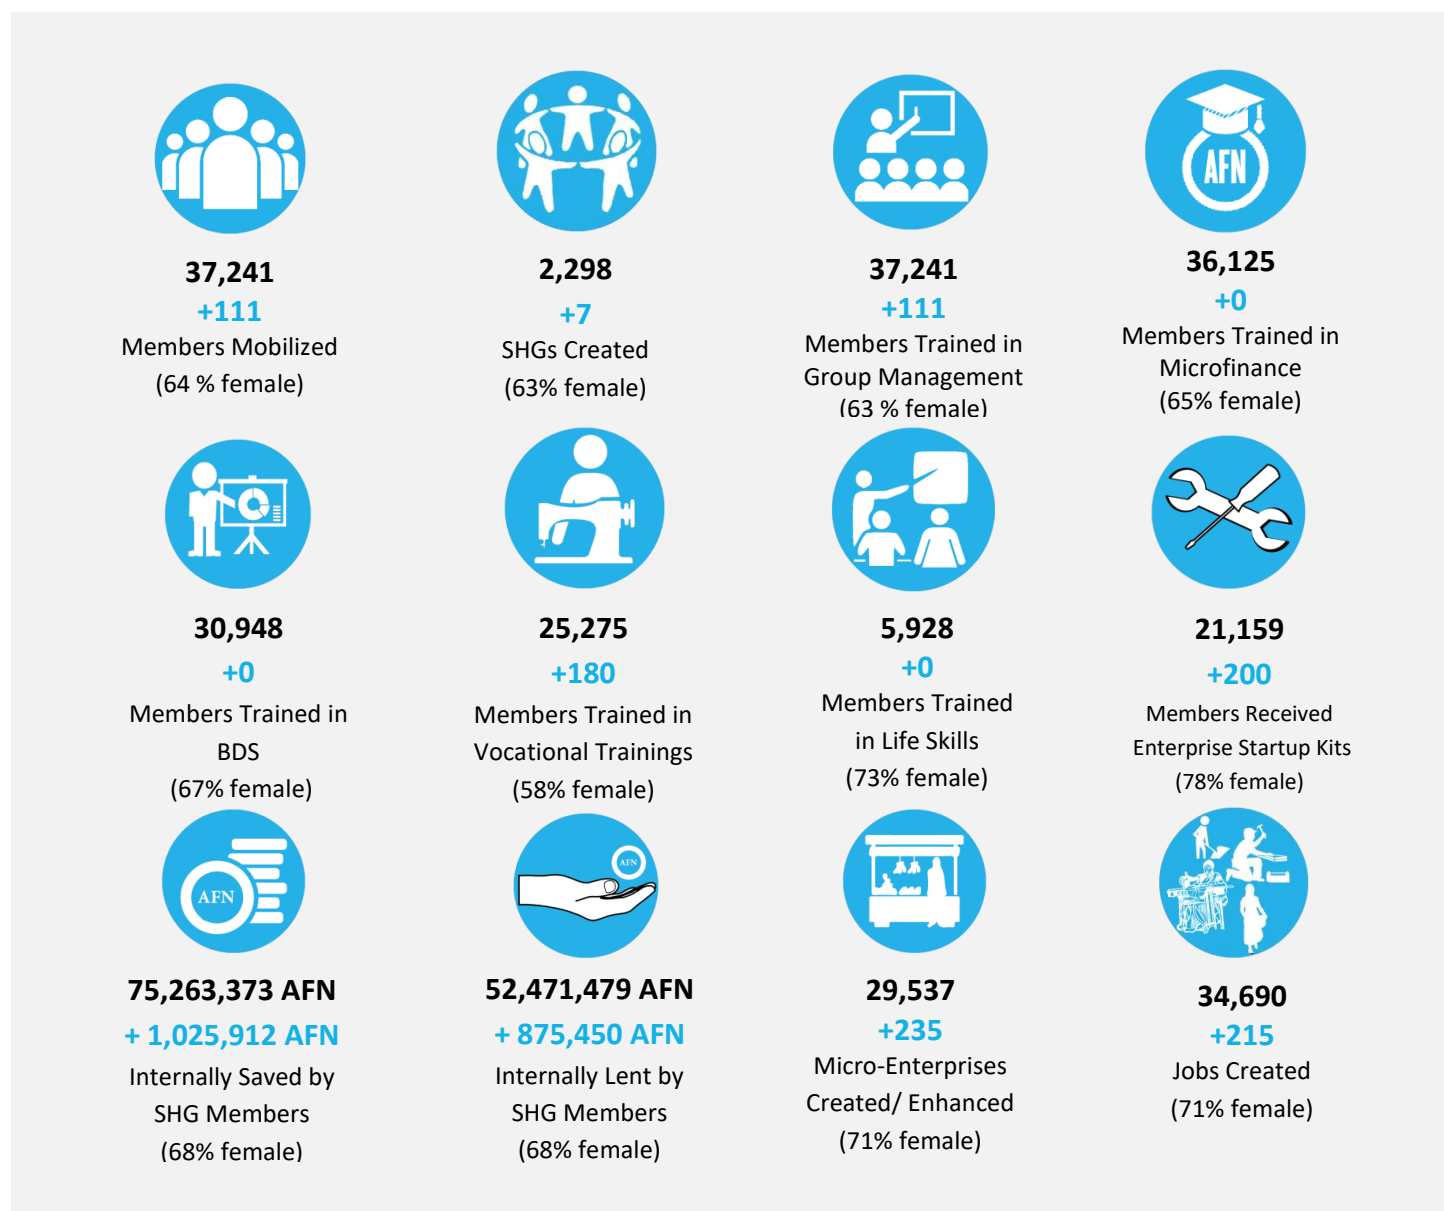 AFN
37,241
+111
Members Mobilized
(64 % female)
2,298
+7
SHGs Created
(63% female)
37,241
+111
Members Trained in
Group Management
(63 % female)
36,125
+0
Members Trained in
Microfinance
(65% female)
30,948
+0
Members Trained in
BDS
(67% female)
25,275
+180
Members Trained in
Vocational Trainings
(58% female)
5,928
+0
Members Trained
in Life Skills
(73% female)
21,159
+200
Members Received
Enterprise Startup Kits
(78% female)
AFN
75,263,373 AFN
+ 1,025,912 AFN
Internally Saved by
SHG Members
(68% female)
AFN
52,471,479 AFN
+ 875,450 AFN
Internally Lent by
SHG Members
(68% female)
29,537
+235
Micro-Enterprises
Created/ Enhanced
(71% female)
34,690
+215
Jobs Created
(71% female)